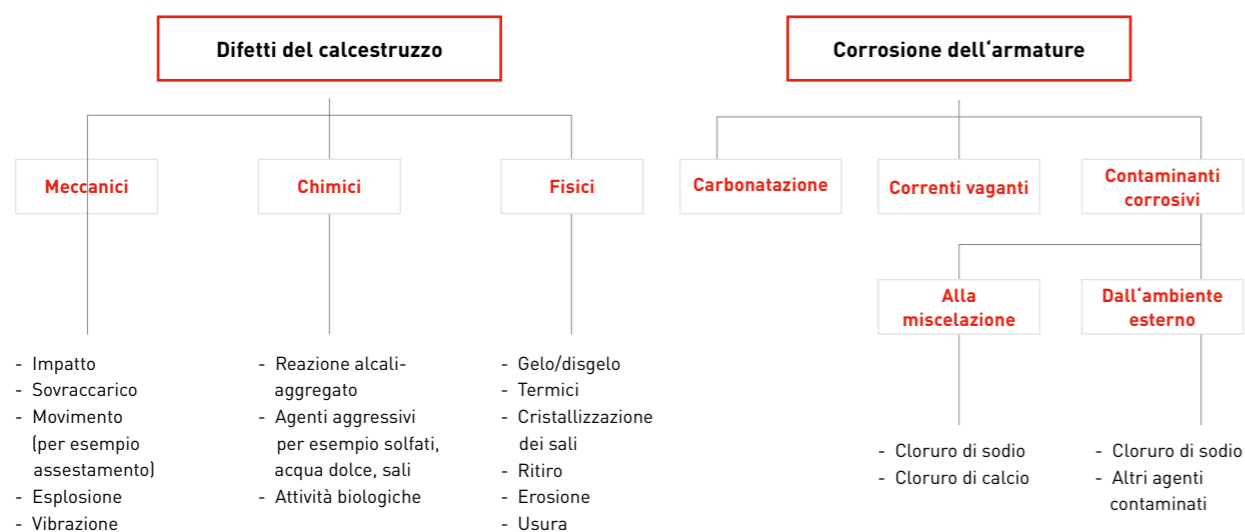 Difetti del calcestruzzo
Corrosione dell‘armature
Meccanici
Chimici
Fisici
Carbonatazione
Correnti vaganti
Contaminanti
corrosivi
Alla
miscelazione
Dall‘ambiente
esterno
- Impatto
- Sovraccarico
- Movimento
(per esempio
assestamento)
- Esplosione
- Vibrazione
- Reazione alcali-
aggregato
- Agenti aggressivi
per esempio solfati,
acqua dolce, sali
- Attività biologiche
- Gelo/disgelo
- Termici
- Cristallizzazione
dei sali
- Ritiro
- Erosione
- Usura
- Cloruro di sodio
- Cloruro di calcio
- Cloruro di sodio
- Altri agenti
contaminati